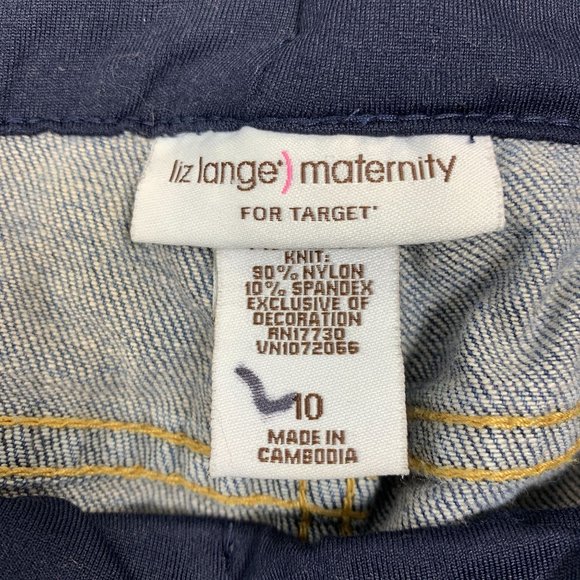 liz lange) maternity
FOR TARGET
KNIT:
90% NYLON
10% SPANDEX
EXCLUSIVE OF
DECORATION
RN17730
VN1072066
10
MADE IN
CAMBODIA